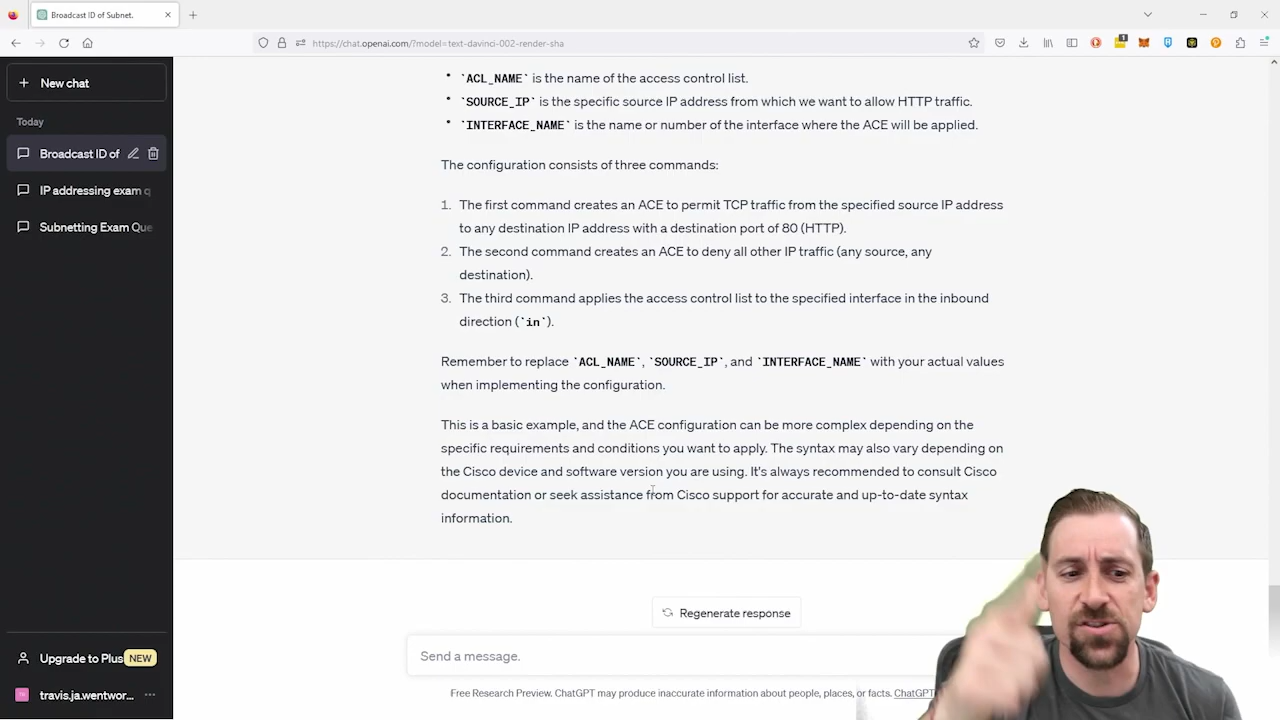 Broadcast ID of Subnet.
https://chat.openai.com/?model=text-davinci-002-render-sha
1
New chat
Today
Broadcast ID of
IP addressing exam q
Subnetting Exam Que
Upgrade to Plus NEW
travis.ja.wentwor...
• `ACL_NAME` is the name of the access control list.
• `SOURCE_IP` is the specific source IP address from which we want to allow HTTP traffic.
• `INTERFACE_NAME` is the name or number of the interface where the ACE will be applied.
The configuration consists of three commands:
1. The first command creates an ACE to permit TCP traffic from the specified source IP address
to any destination IP address with a destination port of 80 (HTTP).
2. The second command creates an ACE to deny all other IP traffic (any source, any
destination).
3. The third command applies the access control list to the specified interface in the inbound
direction (`in`).
Remember to replace `ACL_NAME`, `SOURCE_IP`, and `INTERFACE_NAME` with your actual values
when implementing the configuration.
This is a basic example, and the ACE configuration can be more complex depending on the
specific requirements and conditions you want to apply. The syntax may also vary depending on
the Cisco device and software version you are using. It's always recommended to consult Cisco
documentation or seek assistance from Cisco support for accurate and up-to-date syntax
information.
Regenerate response
Send a message.
Free Research Preview. ChatGPT may produce inaccurate information about people, places, or facts. ChatGPT